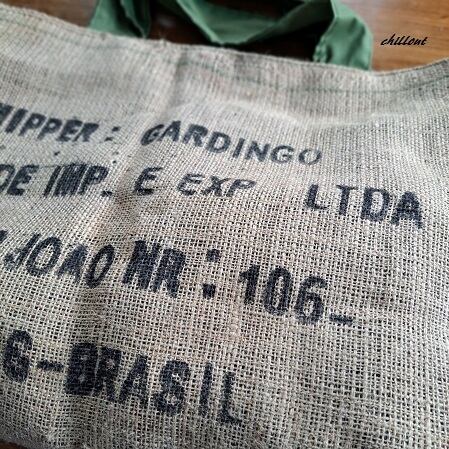 chillout
HIPPER: GARDINGO
DE IMP. E EXP LTDA
JOAO NR: 106-
G-BRASIL